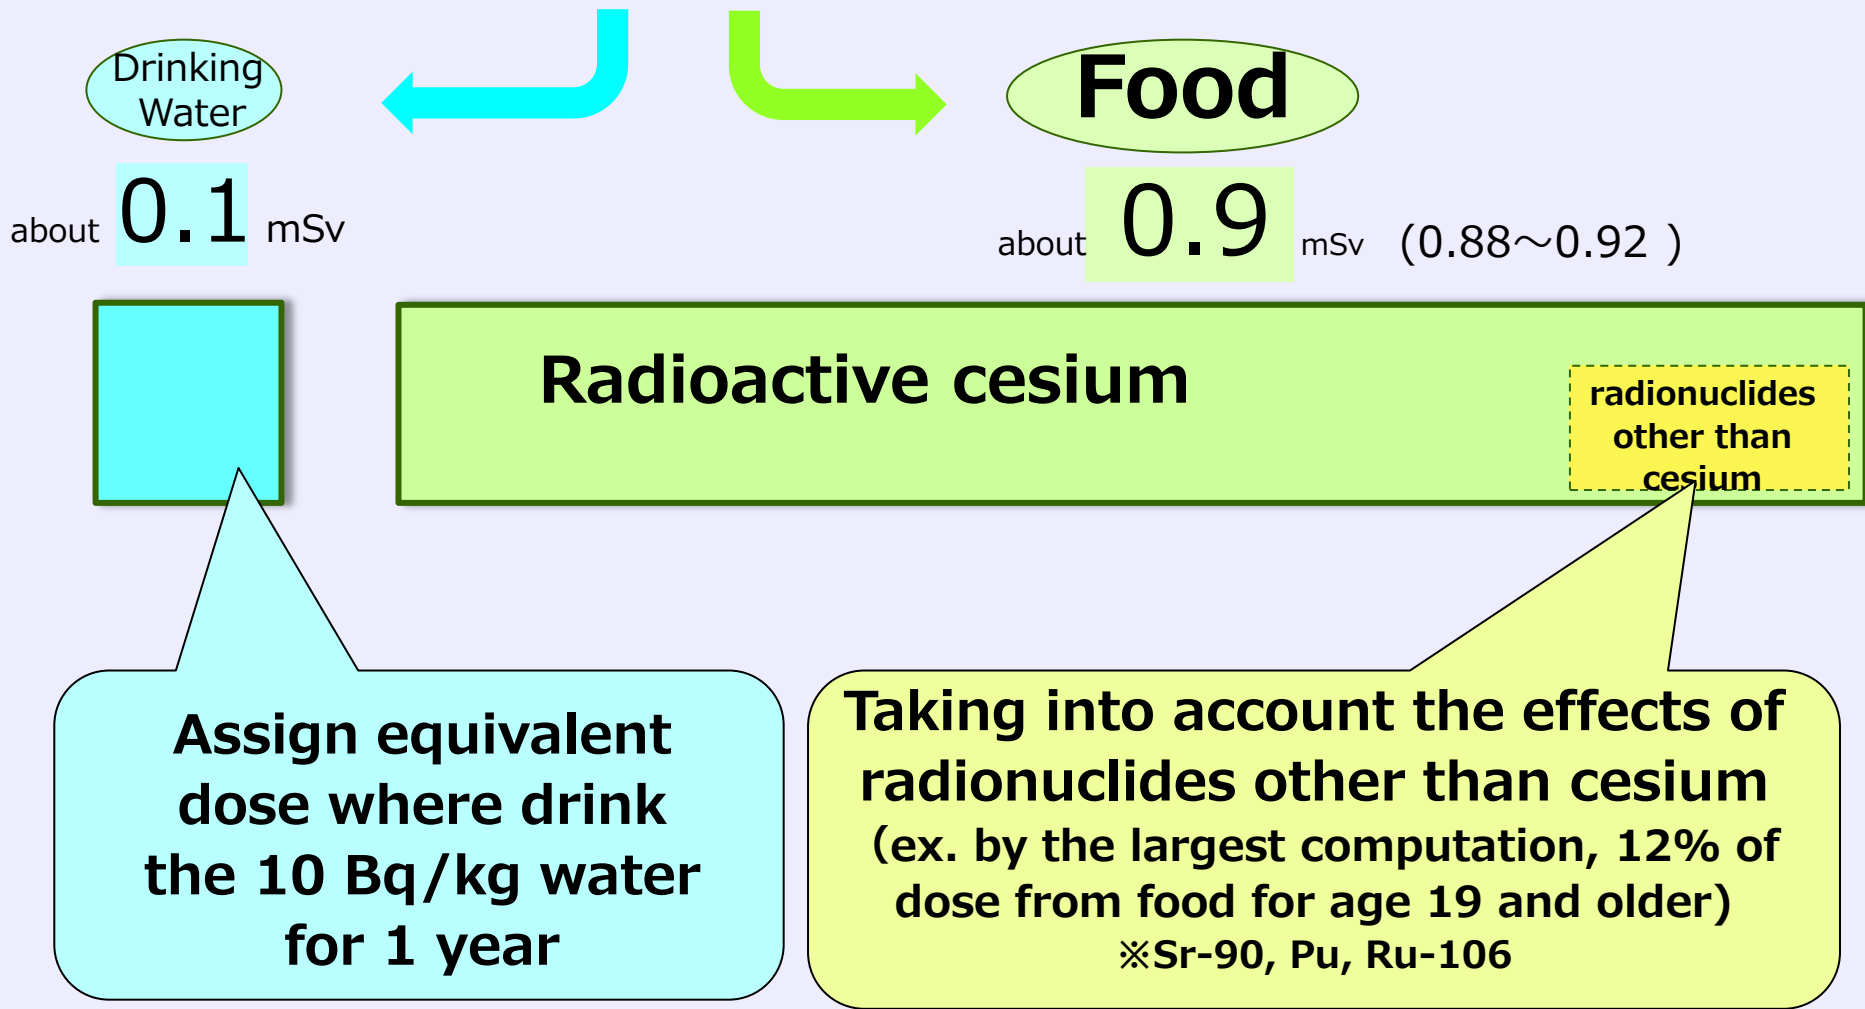 Drinking
Water
Food
about 0.1 mSv
about 0.9 mSv (0.88～0.92 )
Radioactive cesium
radionuclides
other than
cesium
Assign equivalent
dose where drink
the 10 Bq/kg water
for 1 year
Taking into account the effects of
radionuclides other than cesium
(ex. by the largest computation, 12% of
dose from food for age 19 and older)
※Sr-90, Pu, Ru-106